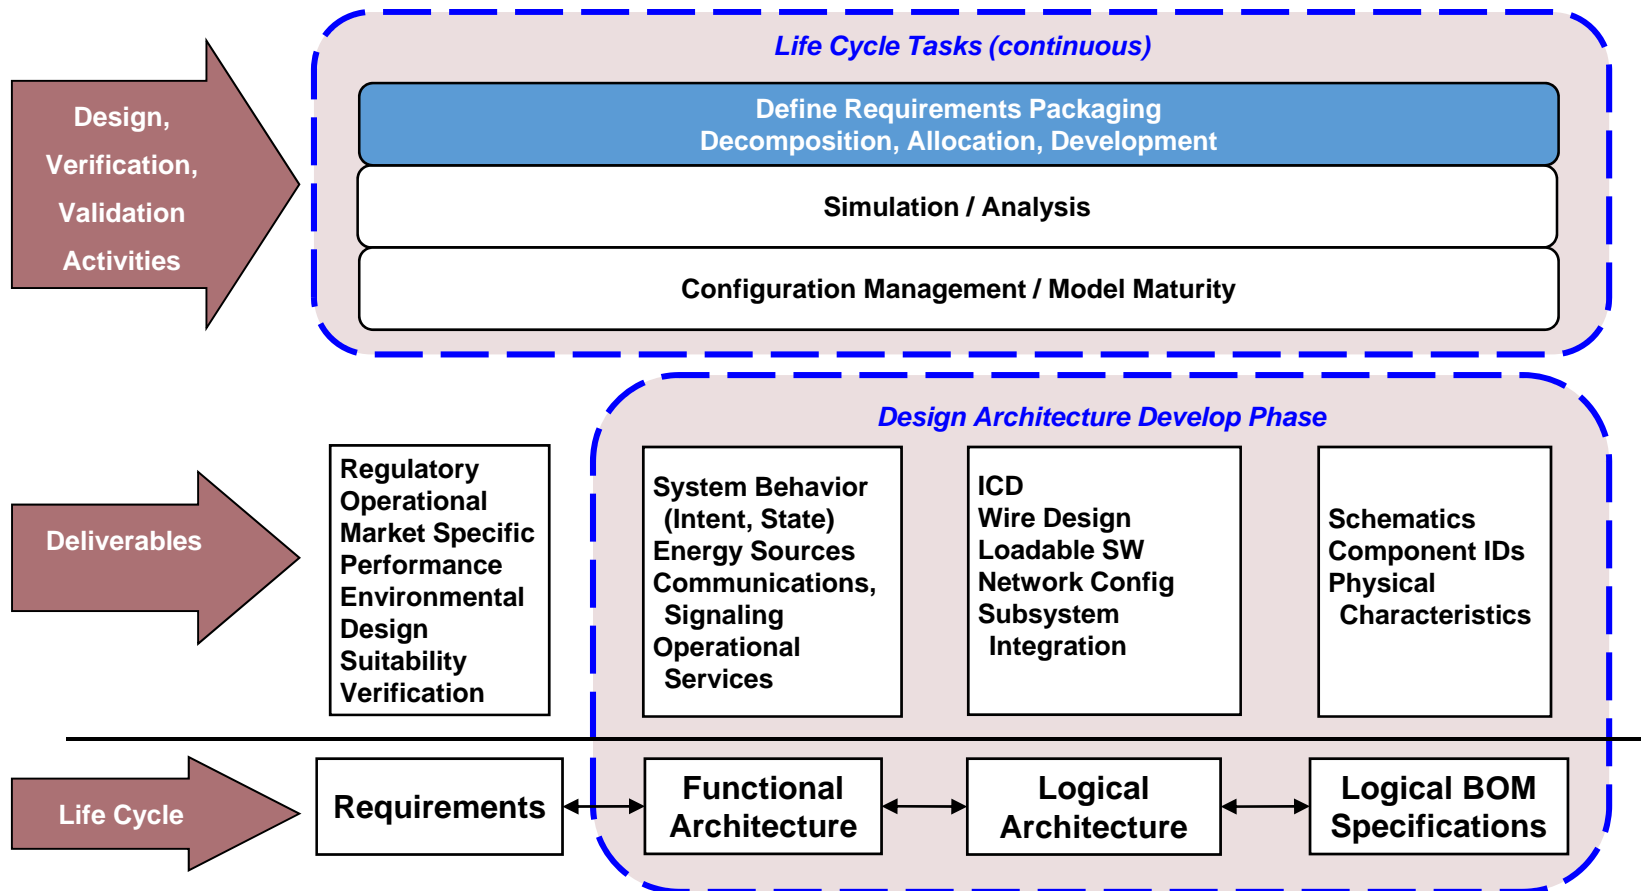 Life Cycle Tasks (continuous)
Design,
Verification,
Validation
Activities
Define Requirements Packaging
Decomposition, Allocation, Development
Simulation / Analysis
Configuration Management / Model Maturity
Design Architecture Develop Phase
Deliverables
Regulatory
Operational
Market Specific
Performance
Environmental
Design
Suitability
Verification
System Behavior
(Intent, State)
Energy Sources
Communications,
Signaling
Operational
Services
ICD
Wire Design
Loadable SW
Network Config
Subsystem
Integration
Schematics
Component IDs
Physical
Characteristics
Life Cycle
Requirements
Functional
Architecture
Logical
Architecture
Logical BOM
Specifications